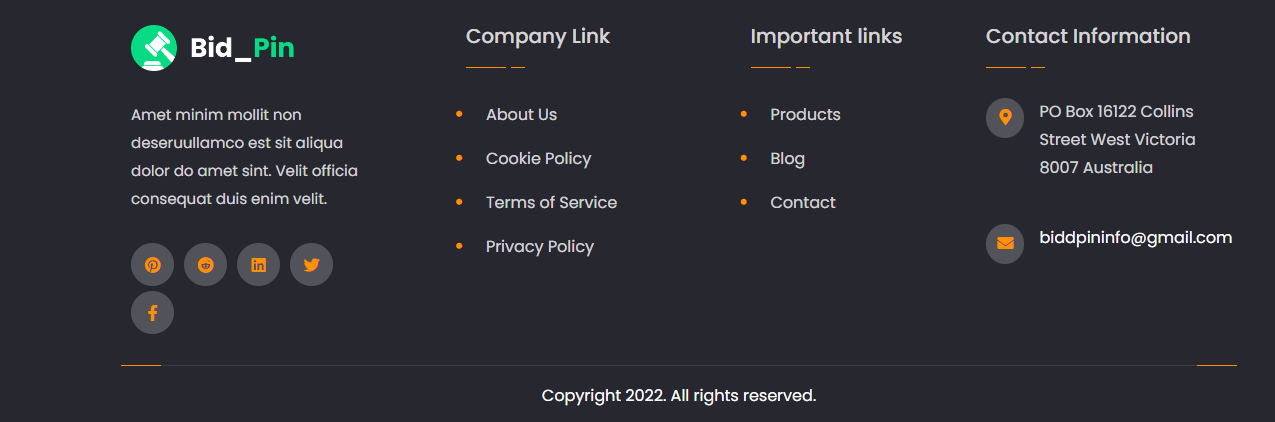 Bid_Pin
Amet minim mollit non
deseruullamco est sit aliqua
dolor do amet sint. Velit officia
consequat duis enim velit.
Company Link
About Us
Cookie Policy
Terms of Service
Privacy Policy
Important links
Products
Blog
Contact
Contact Information
PO Box 16122 Collins
Street West Victoria
8007 Australia
biddpininfo@gmail.com
Copyright 2022. All rights reserved.